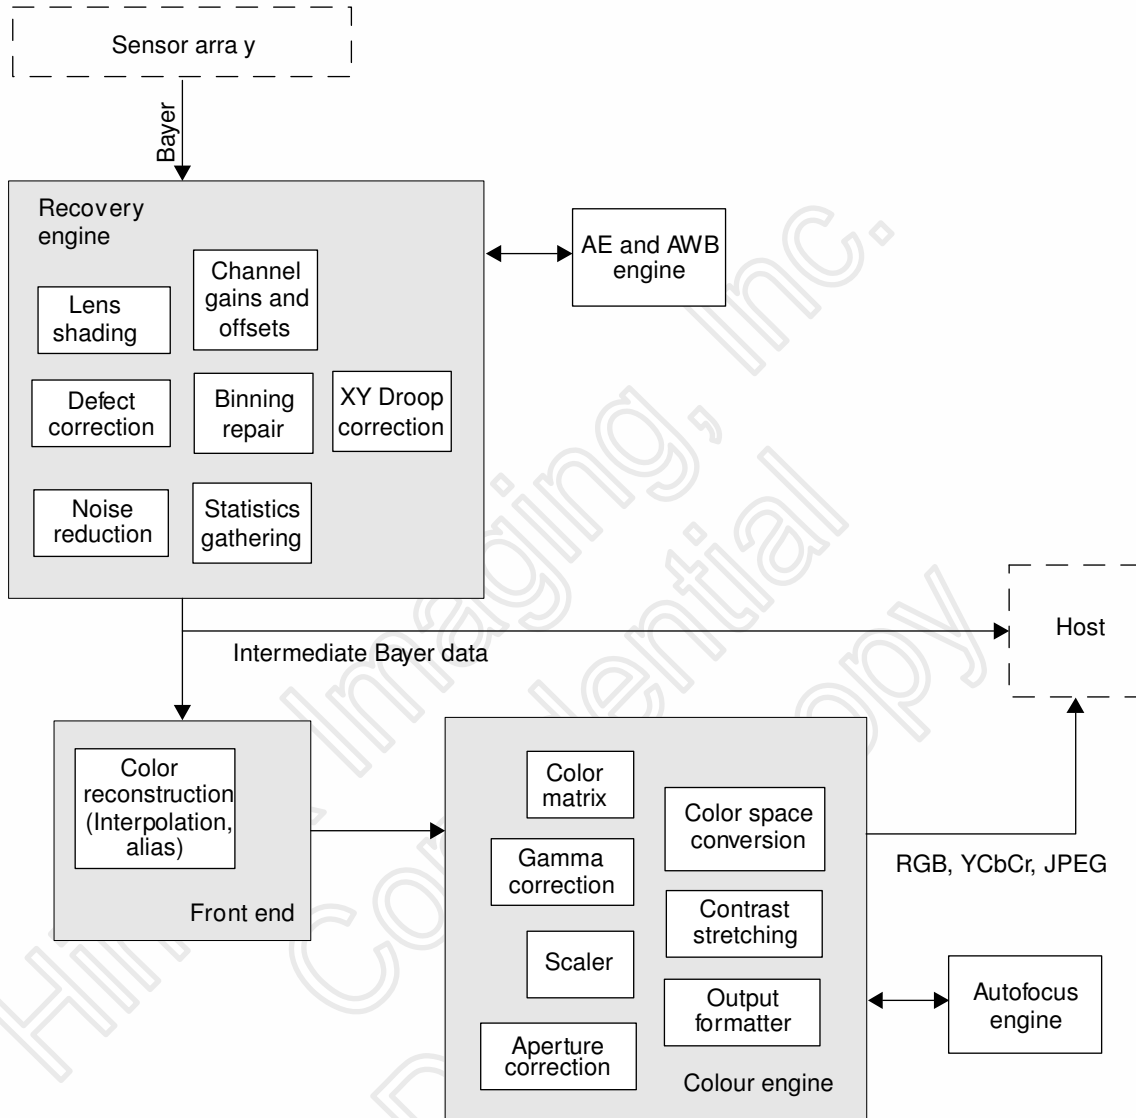 Sensor arra y
Bayer
Recovery
engine
Channel
gains and
offsets
Lens
shading
Defect
correction
Binning
repair
XY Droop
correction
Noise
reduction
Statistics
gathering
AE and AWB
engine
Intermediate Bayer data
Host
Color
reconstruction
(Interpolation,
alias)
Front end
Color
matrix
Color space
conversion
Gamma
correction
Contrast
stretching
Scaler
Output
formatter
Aperture
correction
Colour engine
RGB, YCbCr, JPEG
Autofocus
engine
Imaging, Inc.